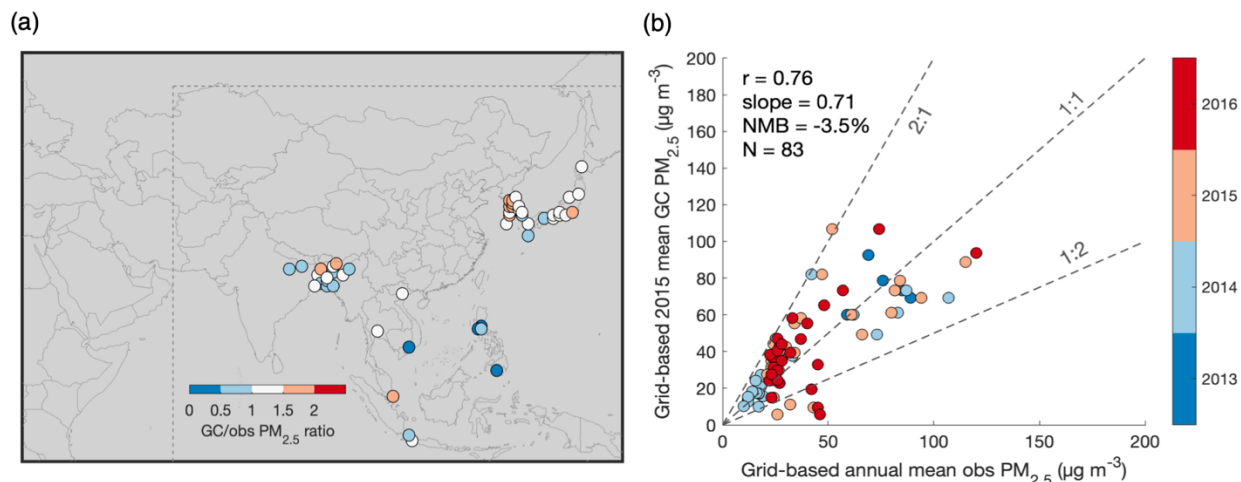 (a)
0 0.5 1 1.5 2
GC/obs PM2.5 ratio
(b)
Grid-based 2015 mean GC PM2.5 (µg m-3)
200
180
160
140
120
100
80
60
40
20
0
r = 0.76
slope = 0.71
NMB = -3.5%
N = 83
2:1
1:1
1:2
0 50 100 150 200
Grid-based annual mean obs PM2.5 (µg m-3)
2016
2015
2014
2013